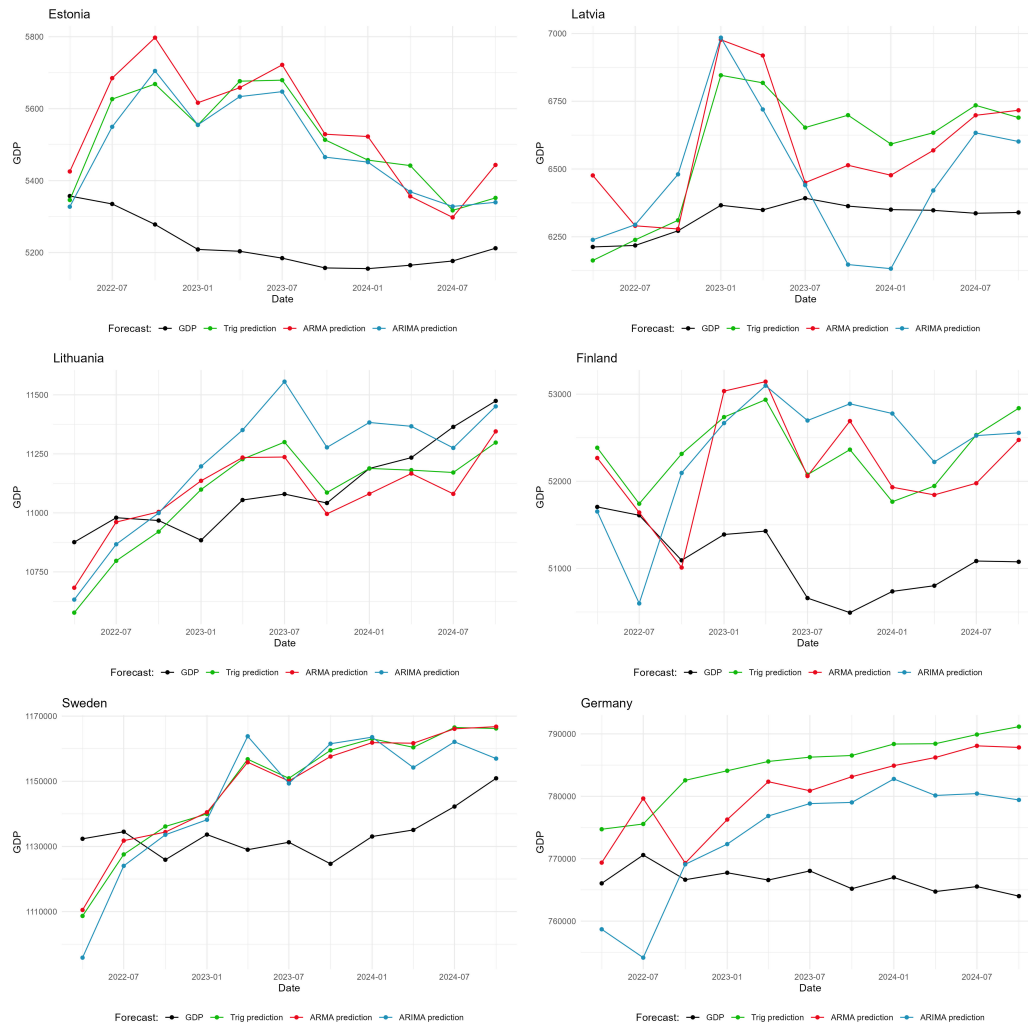 Estonia
5800
5600
5400
5200
GDP
2022-07 2023-01 2023-07 2024-01 2024-07
Date
Forecast: GDP Trig prediction ARMA prediction ARIMA prediction
Latvia
7000
6750
6500
6250
GDP
2022-07 2023-01 2023-07 2024-01 2024-07
Date
Forecast: GDP Trig prediction ARMA prediction ARIMA prediction
Lithuania
11500
11250
11000
10750
GDP
2022-07 2023-01 2023-07 2024-01 2024-07
Date
Forecast: GDP Trig prediction ARMA prediction ARIMA prediction
Finland
53000
52000
51000
GDP
2022-07 2023-01 2023-07 2024-01 2024-07
Date
Forecast: GDP Trig prediction ARMA prediction ARIMA prediction
Sweden
1170000
1150000
1130000
1110000
GDP
2022-07 2023-01 2023-07 2024-01 2024-07
Date
Forecast: GDP Trig prediction ARMA prediction ARIMA prediction
Germany
790000
780000
770000
760000
GDP
2022-07 2023-01 2023-07 2024-01 2024-07
Date
Forecast: GDP Trig prediction ARMA prediction ARIMA prediction